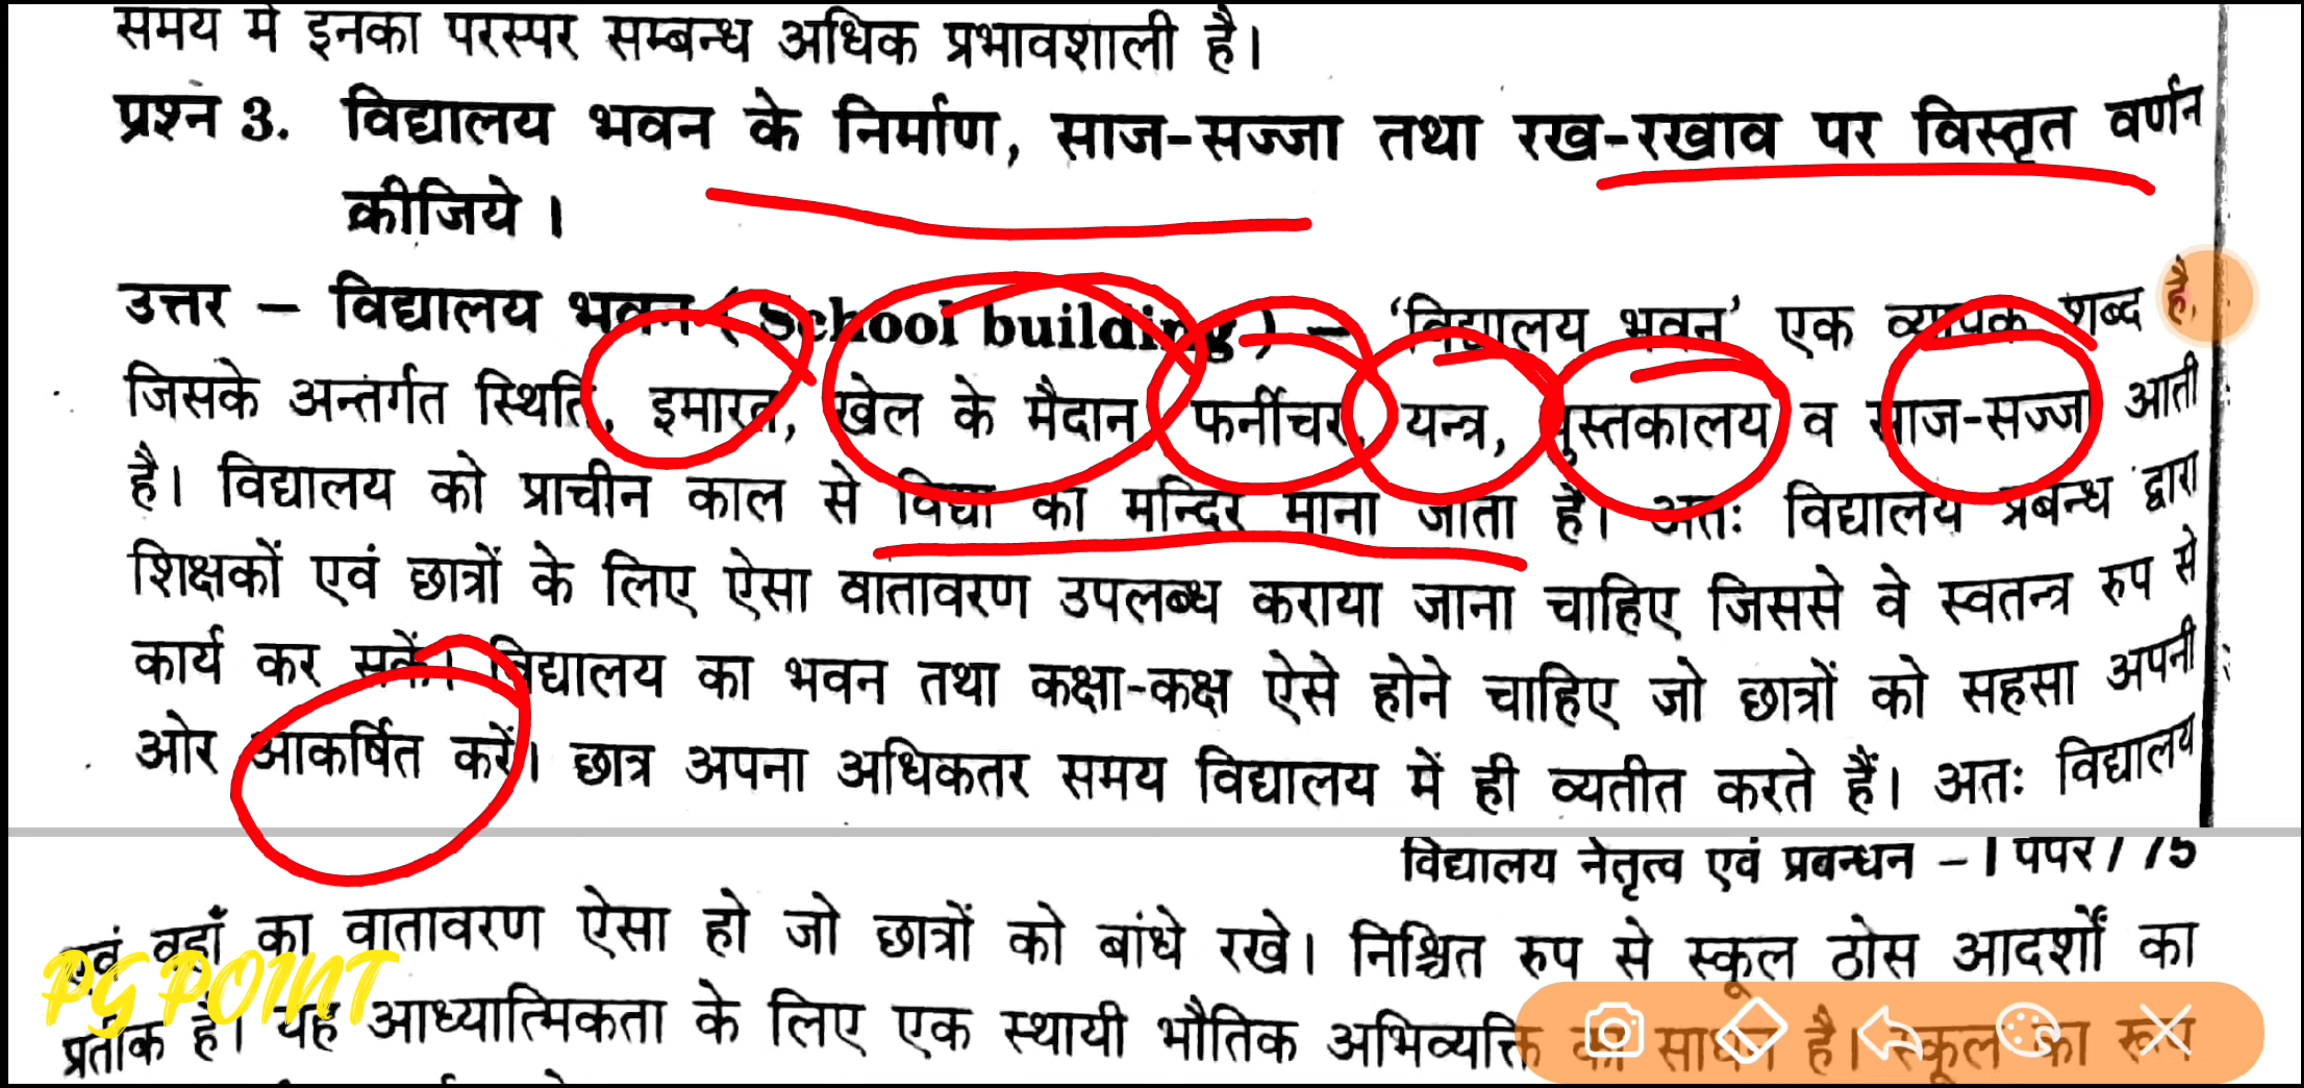 समय में इनका परस्पर सम्बन्ध अधिक प्रभावशाली है।
प्रश्न 3. विद्यालय भवन के निर्माण, साज-सज्जा तथा रख-रखाव पर विस्तृत वर्णन
कीजिये।
उत्तर – विद्यालय भवन (School building) – ‘विद्यालय भवन’ एक व्यापक शब्द है,
जिसके अन्तर्गत स्थिति, इमारत, खेल के मैदान, फर्नीचर, यन्त्र, पुस्तकालय व साज-सज्जा आती
है। विद्यालय को प्राचीन काल से विद्या का मन्दिर माना जाता है। अतः विद्यालय प्रबन्ध द्वारा
शिक्षकों एवं छात्रों के लिए ऐसा वातावरण उपलब्ध कराया जाना चाहिए जिससे वे स्वतन्त्र रुप से
कार्य कर सकें। विद्यालय का भवन तथा कक्षा-कक्ष ऐसे होने चाहिए जो छात्रों को सहसा अपनी
ओर आकर्षित करें। छात्र अपना अधिकतर समय विद्यालय में ही व्यतीत करते हैं। अतः विद्यालय
विद्यालय नेतृत्व एवं प्रबन्धन – I पेपर / 75
एवं वहाँ का वातावरण ऐसा हो जो छात्रों को बांधे रखे। निश्चित रुप से स्कूल ठोस आदर्शों का
PG POINT
प्रतीक है। यह आध्यात्मिकता के लिए एक स्थायी भौतिक अभिव्यक्ति का साधन है। स्कूल का रूप